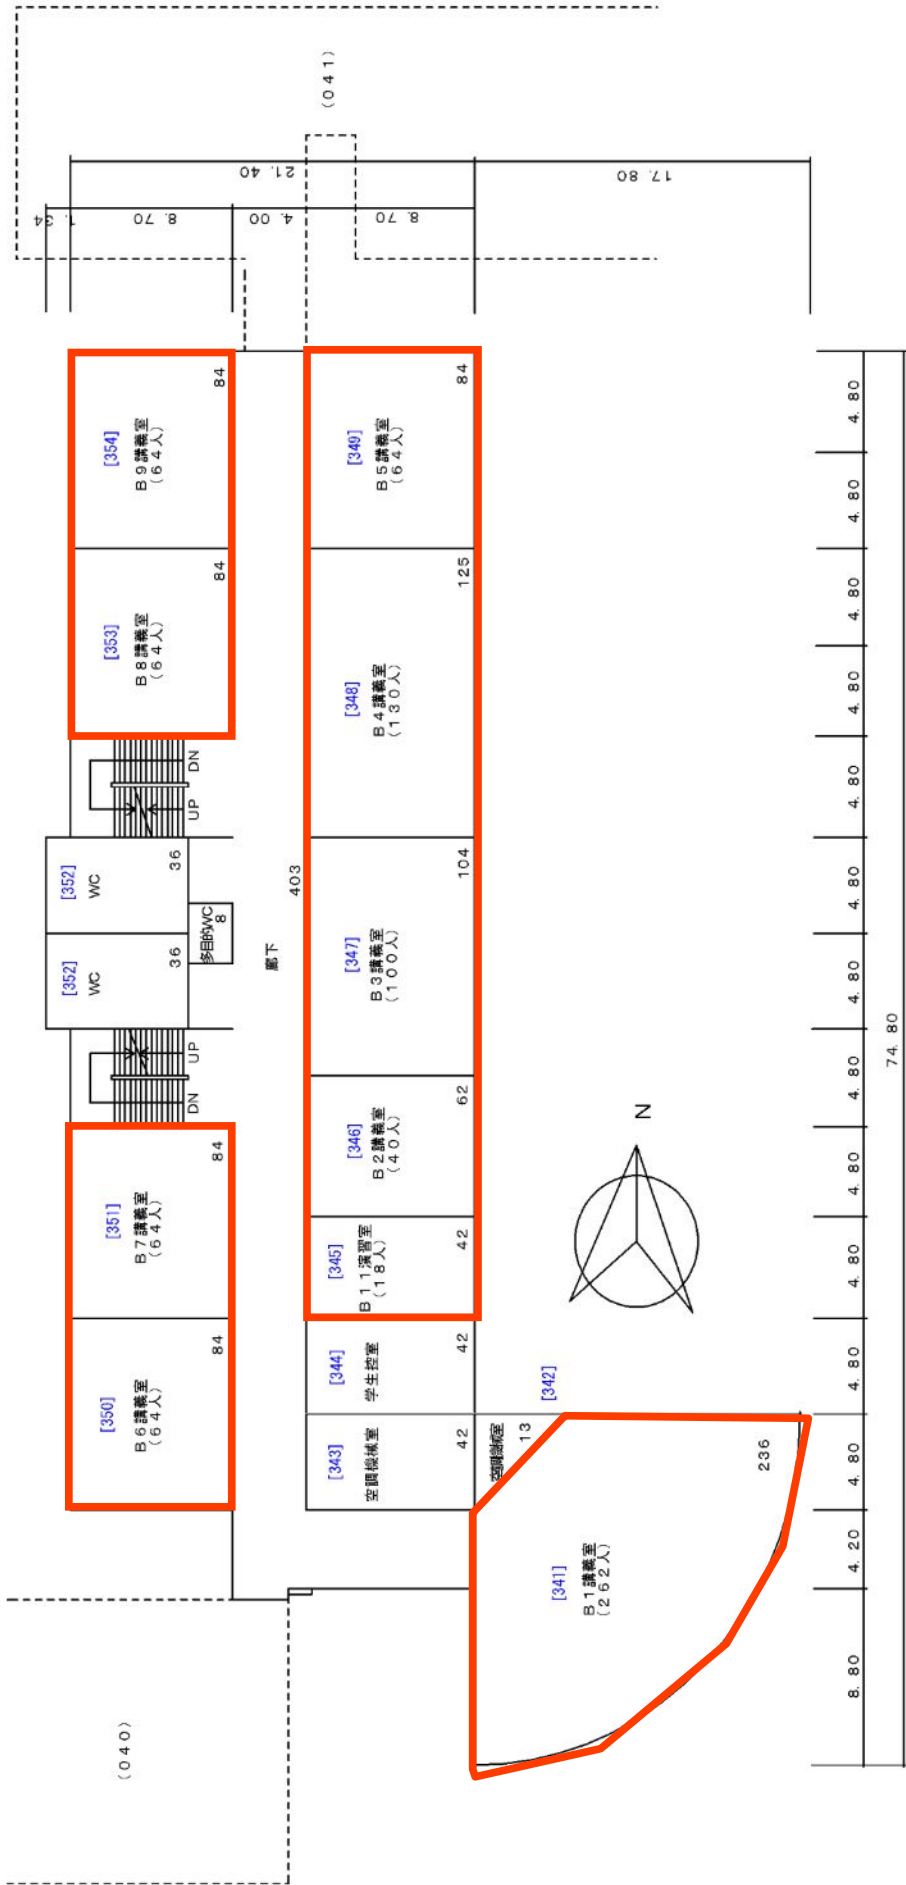 (041)
21.40
17.80
1.34
8.70
4.00
8.70
[354]
B9講義室
(64人)
84
[353]
B8講義室
(64人)
84
DN
UP
[352]
WC
36
[352]
WC
36
多目的WC
8
UP
DN
[351]
B7講義室
(64人)
84
[350]
B6講義室
(64人)
84
廊下
403
[349]
B5講義室
(64人)
84
[348]
B4講義室
(130人)
125
[347]
B3講義室
(100人)
104
[346]
B2講義室
(40人)
62
[345]
B11演習室
(18人)
42
[344]
学生控室
42
[343]
空調機械室
42
[342]
空調機械室
13
[341]
B1講義室
(262人)
236
N
(040)
4.80
4.80
4.80
4.80
4.80
4.80
4.80
4.80
4.80
4.80
4.80
4.80
4.20
8.80
74.80